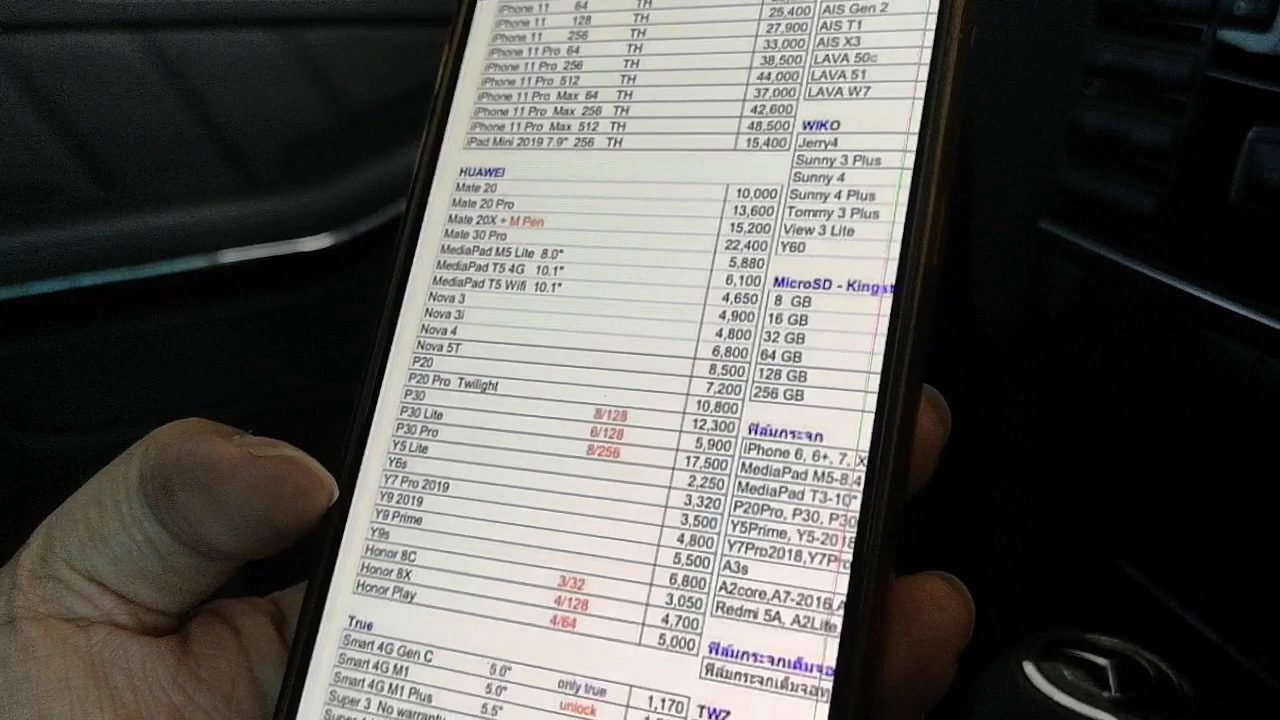 iPhone 11 64 TH
iPhone 11 128 TH 25,400
iPhone 11 256 TH 27,900
iPhone 11 Pro 64 TH 33,000
iPhone 11 Pro 256 TH 38,500
iPhone 11 Pro 512 TH 44,000
iPhone 11 Pro Max 64 TH 37,000
iPhone 11 Pro Max 256 TH 42,600
iPhone 11 Pro Max 512 TH 48,500
iPad Mini 2019 7.9" 256 TH 15,400
HUAWEI
Mate 20 10,000
Mate 20 Pro 13,600
Mate 20X + M Pen 15,200
Mate 30 Pro 22,400
MediaPad M5 Lite 8.0" 5,880
MediaPad T5 4G 10.1" 6,100
MediaPad T5 Wifi 10.1" 4,650
Nova 3 4,900
Nova 3i 4,800
Nova 4 6,800
Nova 5T 8,500
P20 7,200
P20 Pro Twilight 10,800
P30 8/128 12,300
P30 Lite 6/128 5,900
P30 Pro 8/256 17,500
Y5 Lite 2,250
Y6s 3,320
Y7 Pro 2019 3,500
Y9 2019 4,800
Y9 Prime 5,500
Y9s 6,800
Honor 8C 3/32 3,050
Honor 8X 4/128 4,700
Honor Play 4/64 5,000
True
Smart 4G Gen C 5.0" only true 1,170
Smart 4G M1 5.0" unlock
Smart 4G M1 Plus 5.5"
Super 3 No warranty
AIS Gen 2
AIS T1
AIS X3
LAVA 50c
LAVA 51
LAVA W7
WIKO
Jerry4
Sunny 3 Plus
Sunny 4
Sunny 4 Plus
Tommy 3 Plus
View 3 Lite
Y60
MicroSD - Kingst
8 GB
16 GB
32 GB
64 GB
128 GB
256 GB
ฟิล์มกระจก
iPhone 6, 6+, 7, X
MediaPad M5-8.4
MediaPad T3-10"
P20Pro, P30, P30
Y5Prime, Y5-2018
Y7Pro2018,Y7P
A3s
A2core,A7-2016,A
Redmi 5A, A2Lite
ฟิล์มกระจกเต็มจอ
ฟิล์มกระจกเต็มจอทุ
TWZ